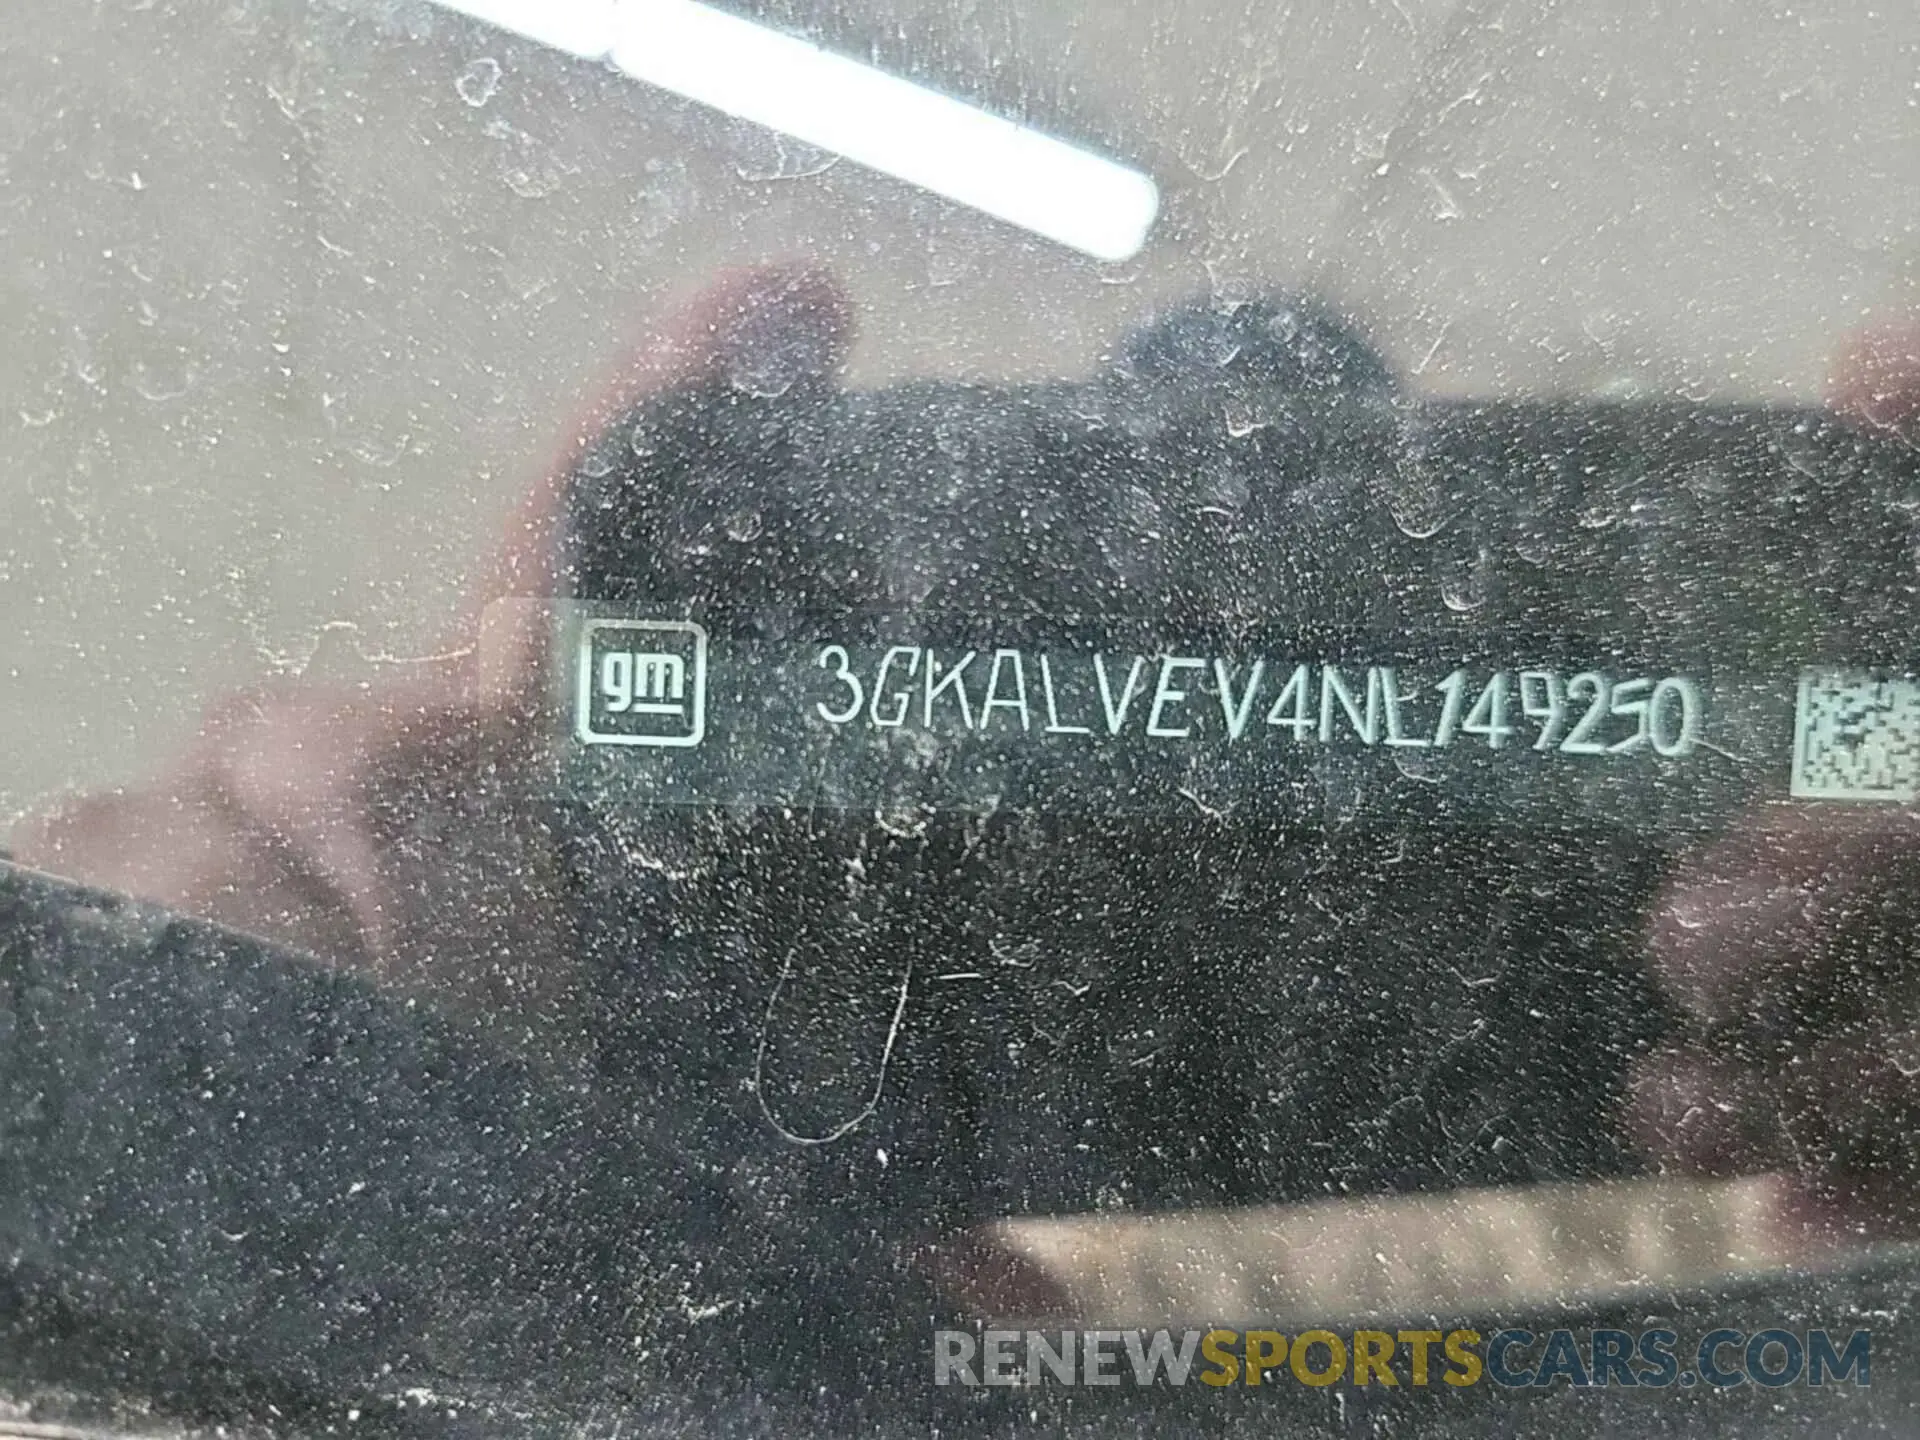 gm 3GKALVEV4NL149250
RENEWSPORTSCARS.COM